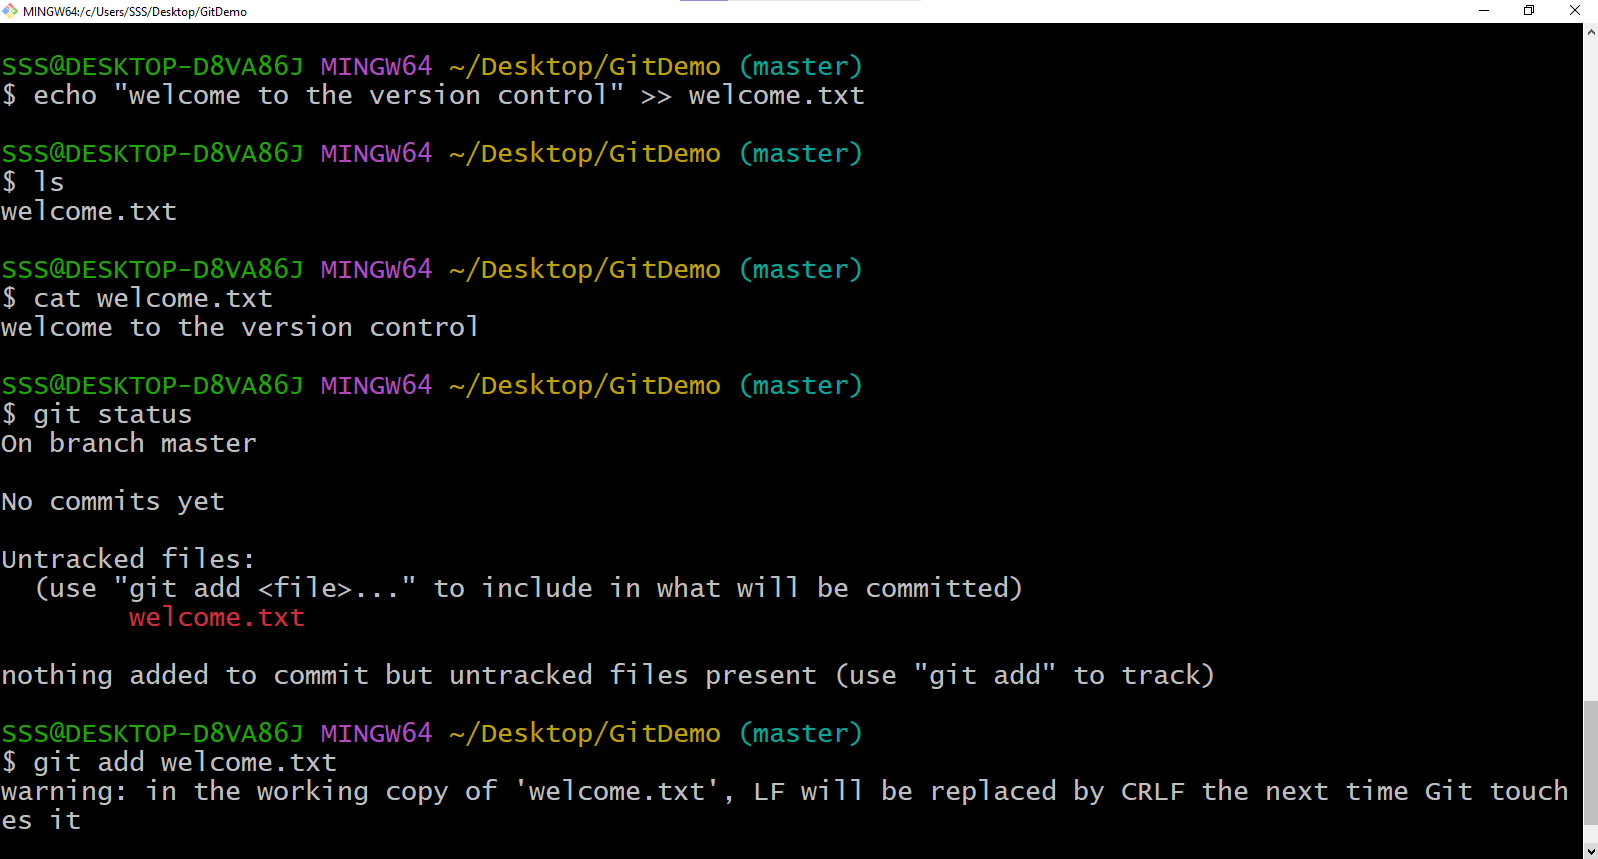 MINGW64:/c/Users/SSS/Desktop/GitDemo
SSS@DESKTOP-D8VA86J MINGW64 ~/Desktop/GitDemo (master)
$ echo "welcome to the version control" >> welcome.txt
SSS@DESKTOP-D8VA86J MINGW64 ~/Desktop/GitDemo (master)
$ ls
welcome.txt
SSS@DESKTOP-D8VA86J MINGW64 ~/Desktop/GitDemo (master)
$ cat welcome.txt
welcome to the version control
SSS@DESKTOP-D8VA86J MINGW64 ~/Desktop/GitDemo (master)
$ git status
On branch master
No commits yet
Untracked files:
  (use "git add <file>..." to include in what will be committed)
        welcome.txt
nothing added to commit but untracked files present (use "git add" to track)
SSS@DESKTOP-D8VA86J MINGW64 ~/Desktop/GitDemo (master)
$ git add welcome.txt
warning: in the working copy of 'welcome.txt', LF will be replaced by CRLF the next time Git touch
es it